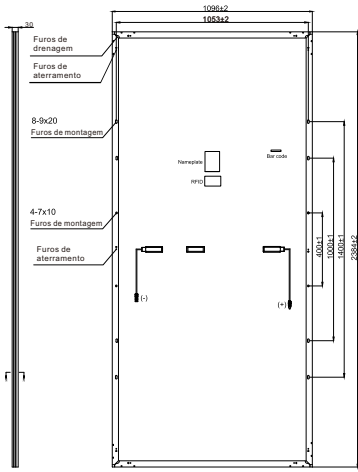 1096±2
30
1053±2
Furos de
drenagem
Furos de
aterramento
8-9x20
Furos de montagem
Nameplate
Bar code
RFID
4-7x10
Furos de montagem
Furos de
aterramento
400±1
1000±1
1400±1
2384±2
(-)
(+)